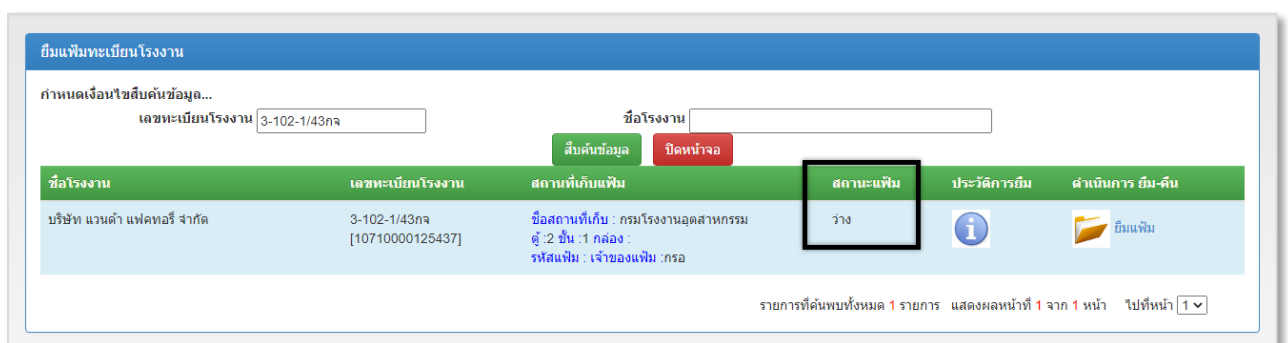 ยืมแฟ้มทะเบียนโรงงาน
กำหนดเงื่อนไขสืบค้นข้อมูล...
เลขทะเบียนโรงงาน 3-102-1/43กจ ชื่อโรงงาน
สืบค้นข้อมูล ปิดหน้าจอ
ชื่อโรงงาน เลขทะเบียนโรงงาน สถานที่เก็บแฟ้ม สถานะแฟ้ม ประวัติการยืม ดำเนินการ ยืม-คืน
บริษัท แวนด้า แฟคทอรี่ จำกัด 3-102-1/43กจ ชื่อสถานที่เก็บ : กรมโรงงานอุตสาหกรรม ว่าง ยืมแฟ้ม
[10710000125437] ตู้ :2 ชั้น :1 กล่อง :
รหัสแฟ้ม : เจ้าของแฟ้ม :กรอ
รายการที่ค้นพบทั้งหมด 1 รายการ แสดงผลหน้าที่ 1 จาก 1 หน้า ไปที่หน้า 1